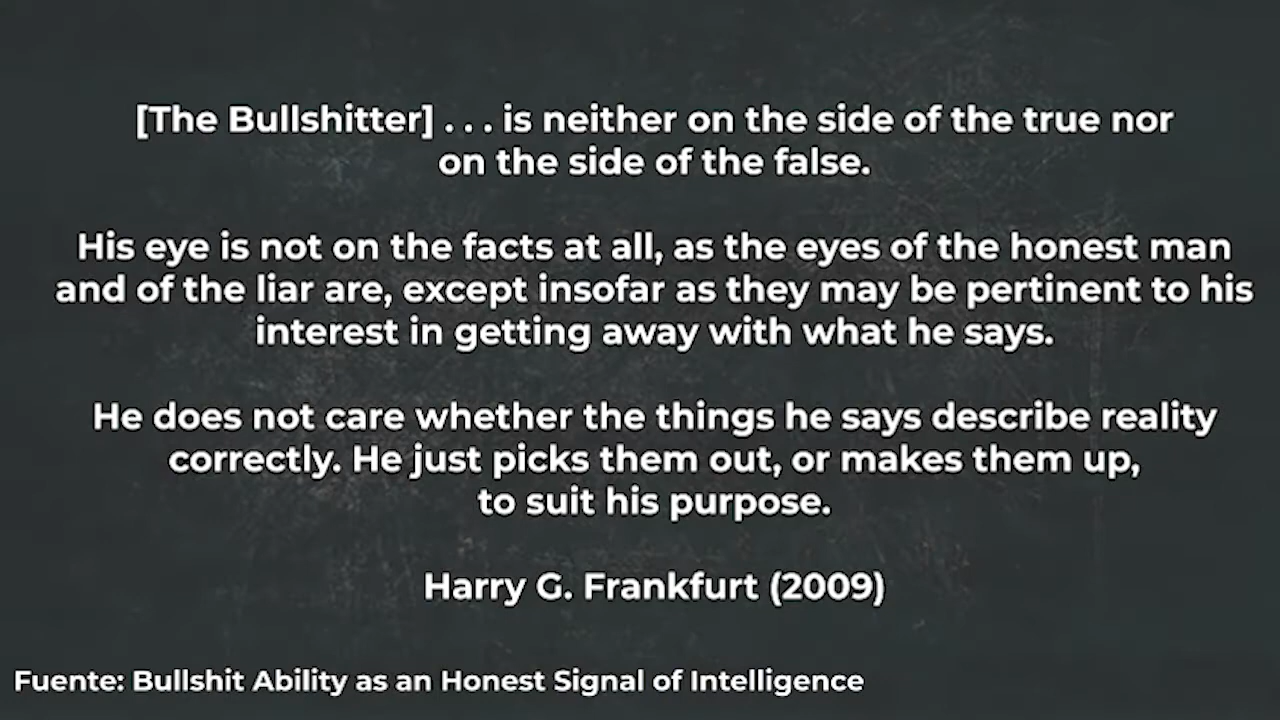 [The Bullshitter] . . . is neither on the side of the true nor
on the side of the false.
His eye is not on the facts at all, as the eyes of the honest man
and of the liar are, except insofar as they may be pertinent to his
interest in getting away with what he says.
He does not care whether the things he says describe reality
correctly. He just picks them out, or makes them up,
to suit his purpose.
Harry G. Frankfurt (2009)
Fuente: Bullshit Ability as an Honest Signal of Intelligence